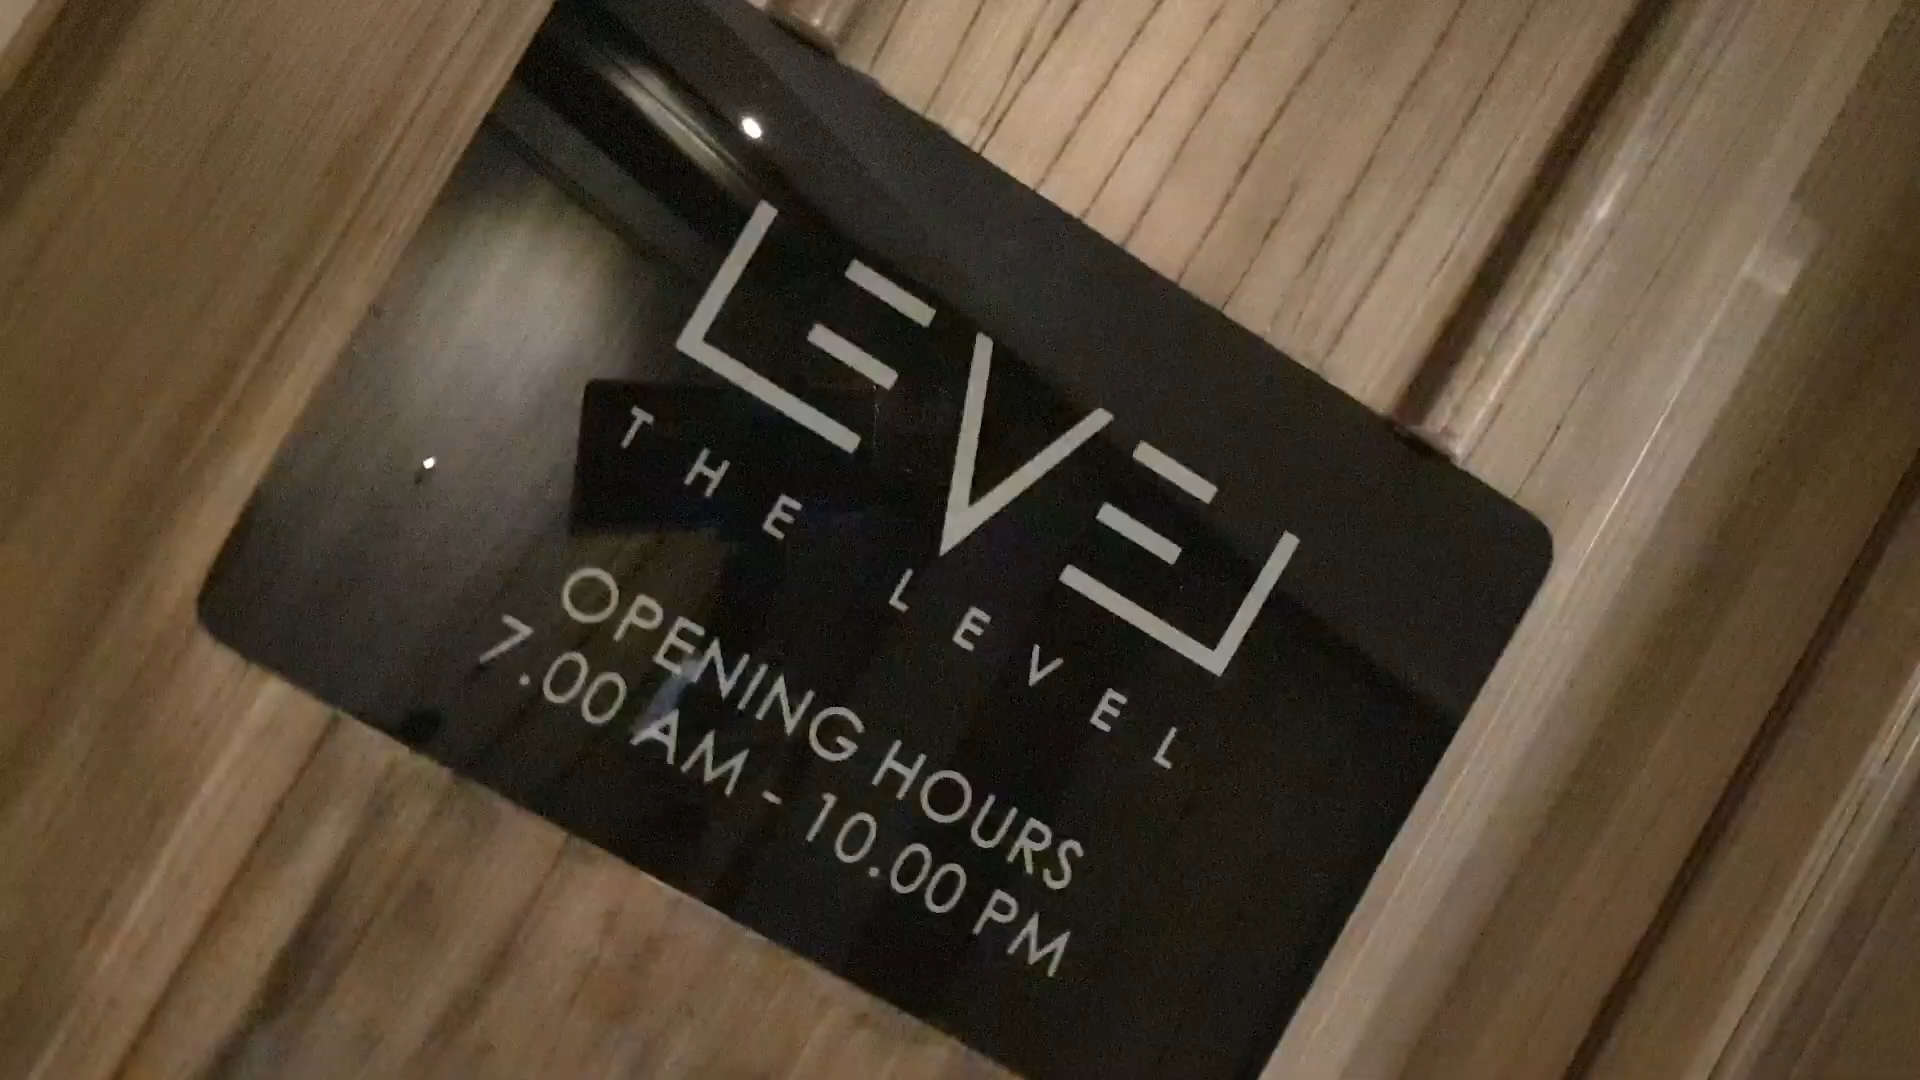 LEVEL
THE LEVEL
OPENING HOURS
7.00 AM - 10.00 PM